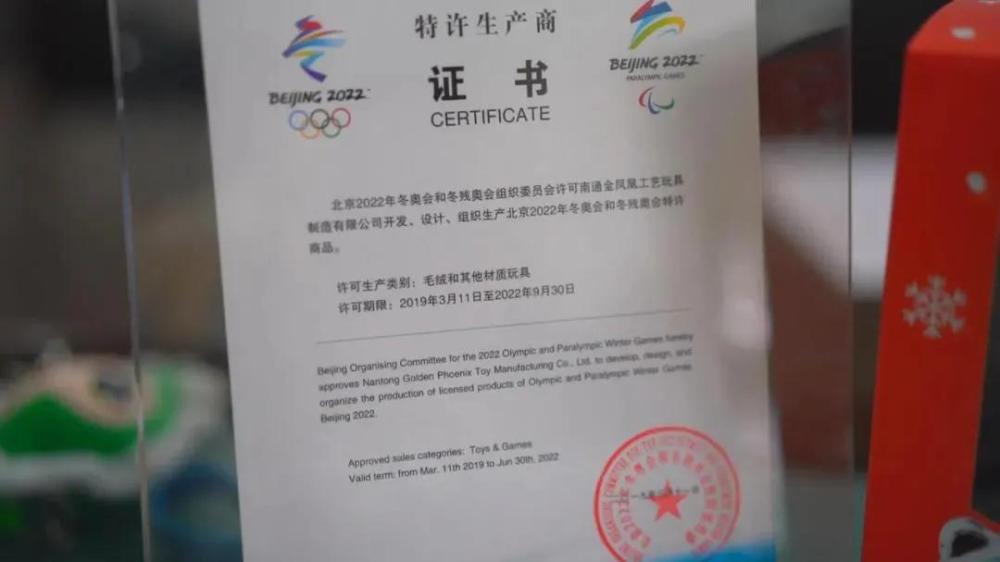 特许生产商
BEIJING 2022
证书
BEIJING 2022
PARALYMPIC GAMES
CERTIFICATE
北京2022年冬奥会和冬残奥会组织委员会许可南通金凤凰工艺玩具
制造有限公司开发、设计、组织生产北京2022年冬奥会和冬残奥会特许
商品。
许可生产类别：毛绒和其他材质玩具
许可期限：2019年3月11日至2022年9月30日
Beijing Organising Committee for the 2022 Olympic and Paralympic Winter Games hereby
approves Nantong Golden Phoenix Toy Manufacturing Co., Ltd. to develop, design, and
organize the production of licensed products of Olympic and Paralympic Winter Games
Beijing 2022.
Approved sales categories: Toys & Games
Valid term: from Mar. 11th 2019 to Jun 30th, 2022